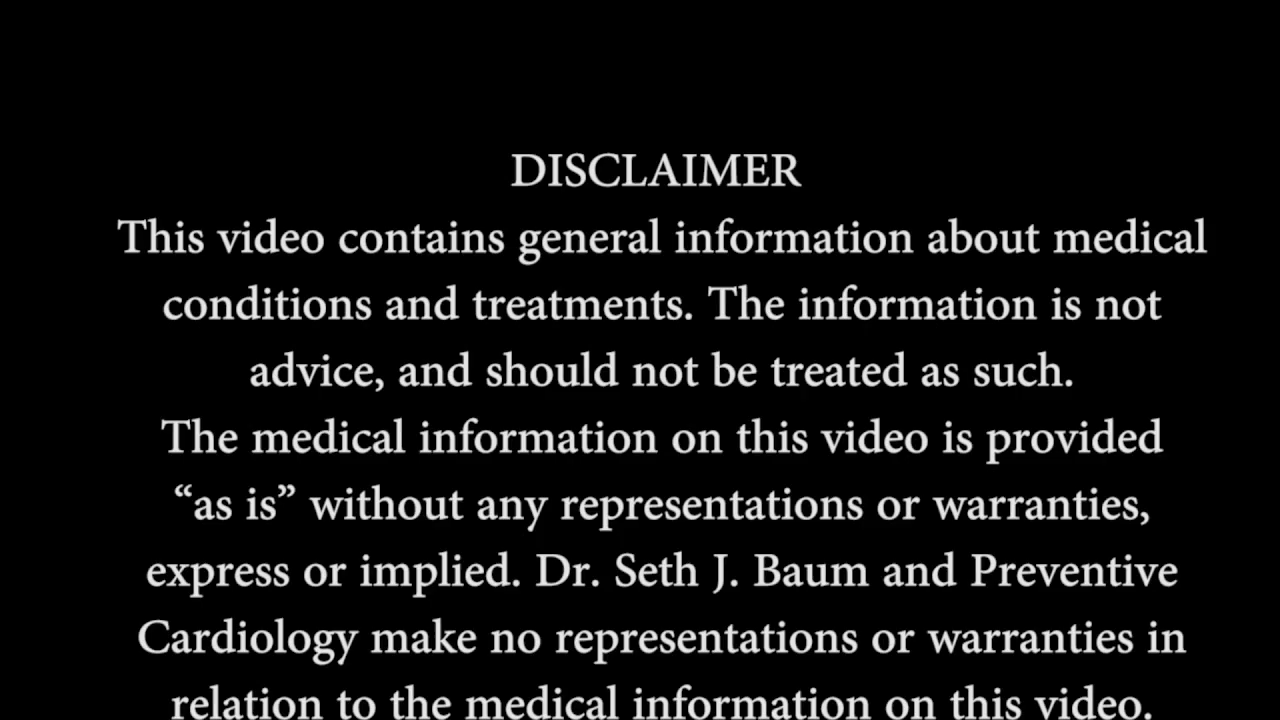 DISCLAIMER
This video contains general information about medical
conditions and treatments. The information is not
advice, and should not be treated as such.
The medical information on this video is provided
“as is” without any representations or warranties,
express or implied. Dr. Seth J. Baum and Preventive
Cardiology make no representations or warranties in
relation to the medical information on this video.